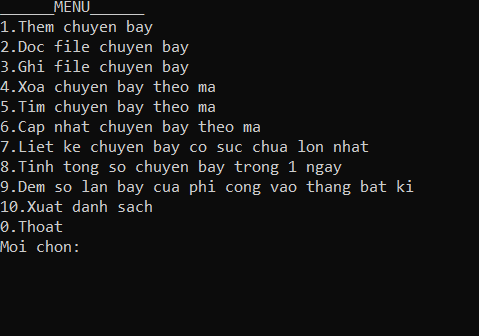 ______MENU______
1.Them chuyen bay
2.Doc file chuyen bay
3.Ghi file chuyen bay
4.Xoa chuyen bay theo ma
5.Tim chuyen bay theo ma
6.Cap nhat chuyen bay theo ma
7.Liet ke chuyen bay co suc chua lon nhat
8.Tinh tong so chuyen bay trong 1 ngay
9.Dem so lan bay cua phi cong vao thang bat ki
10.Xuat danh sach
0.Thoat
Moi chon: